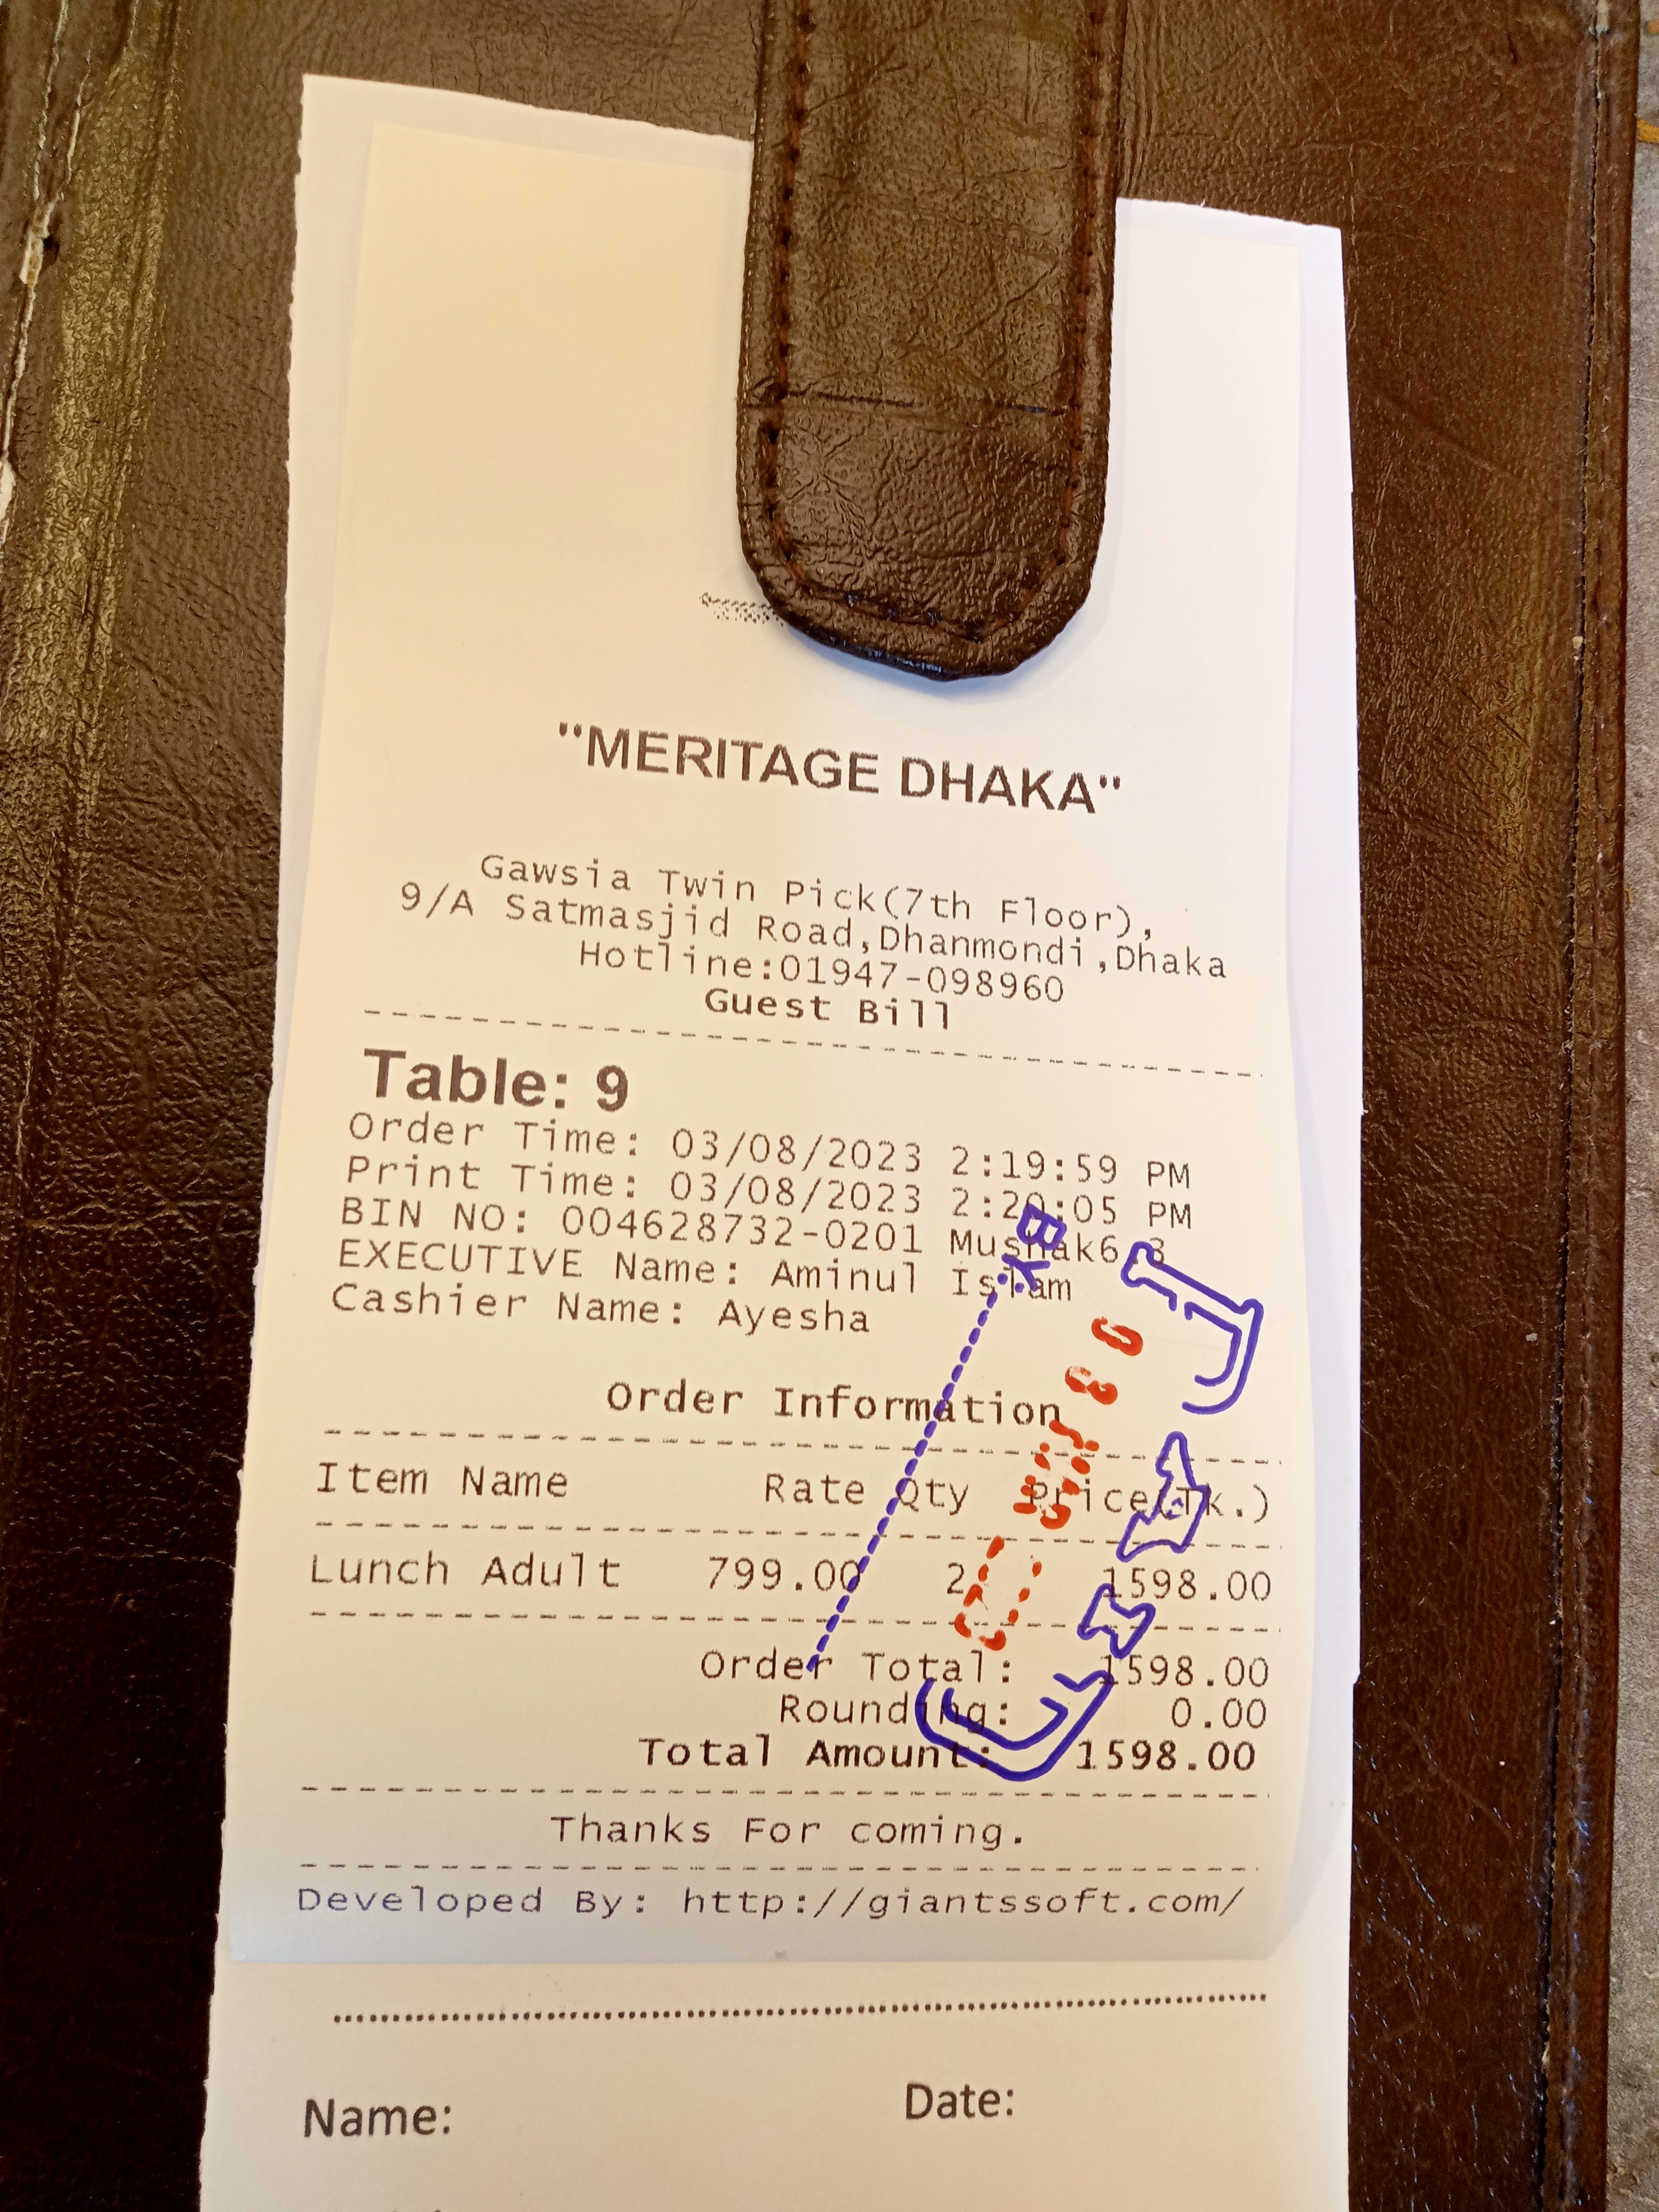 "MERITAGE DHAKA"
Gawsia Twin Pick(7th Floor),
9/A Satmasjid Road,Dhanmondi,Dhaka
Hotline:01947-098960
Guest Bill
Table: 9
Order Time: 03/08/2023 2:19:59 PM
Print Time: 03/08/2023 2:20:05 PM
BIN NO: 004628732-0201 Mushak6.3
EXECUTIVE Name: Aminul Islam
Cashier Name: Ayesha
Order Information
Item Name Rate Qty Price(Tk.)
Lunch Adult 799.00 2 1598.00
Order Total: 1598.00
Rounding: 0.00
Total Amount: 1598.00
Thanks For coming.
Developed By: http://giantssoft.com/
Name: Date:
BY